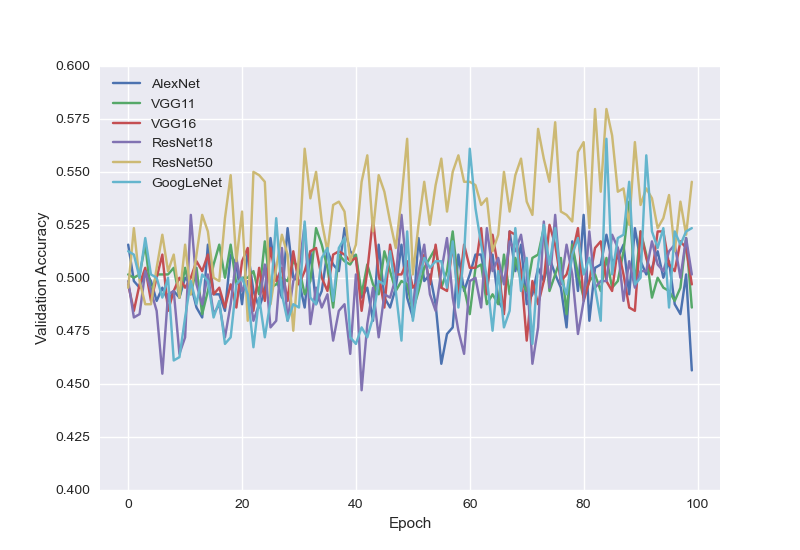 0.600
0.575
0.550
0.525
0.500
0.475
0.450
0.425
0.400
Validation Accuracy
AlexNet
VGG11
VGG16
ResNet18
ResNet50
GoogLeNet
0 20 40 60 80 100
Epoch